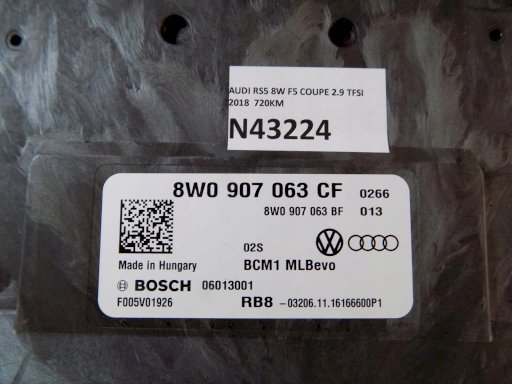 AUDI RS5 8W F5 COUPE 2.9 TFSI
2018 720KM
N43224
8W0 907 063 CF 0266
8W0 907 063 BF 013
02S
Made in Hungary BCM1 MLBevo
BOSCH 06013001
F005V01926 RB8 -03206.11.16166600P1